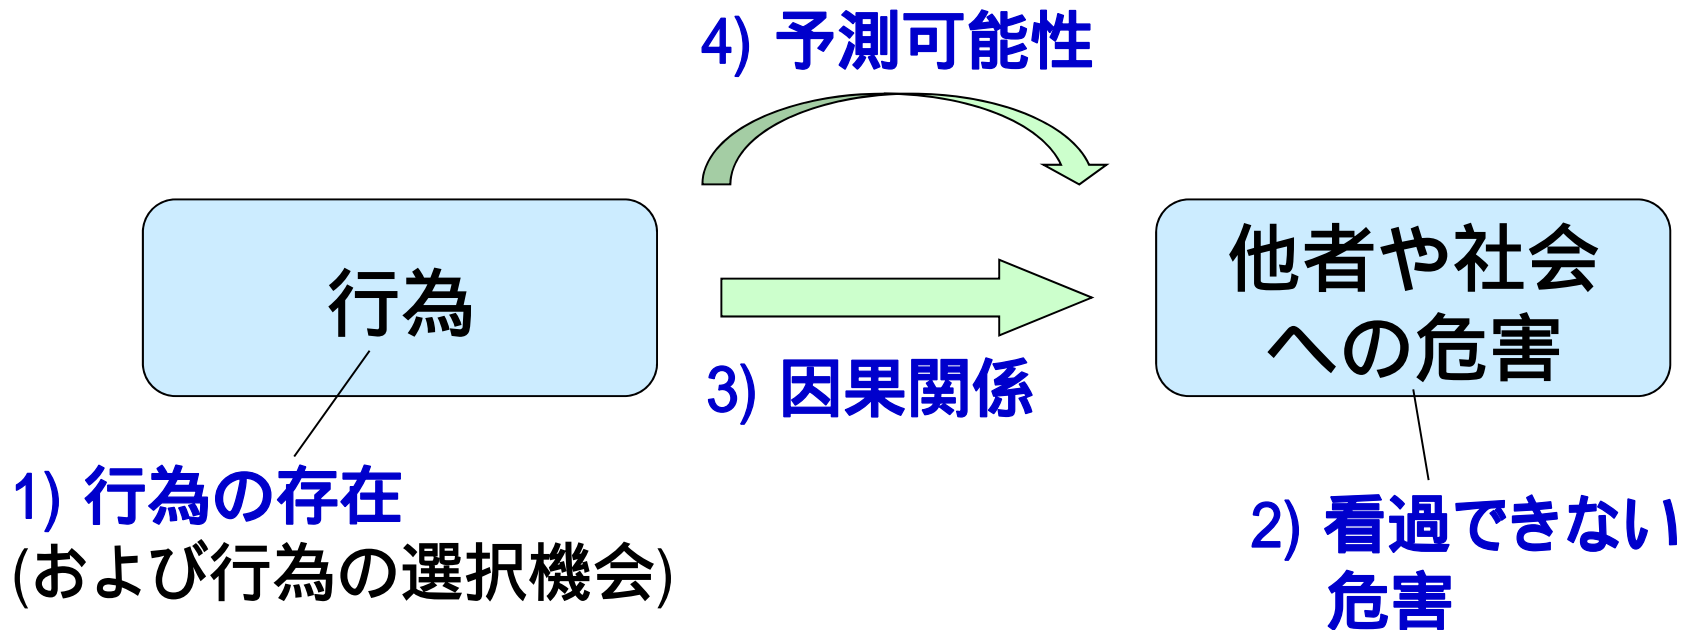 4) 予測可能性
行為
他者や社会
への危害
3) 因果関係
1) 行為の存在
(および行為の選択機会)
2) 看過できない
危害